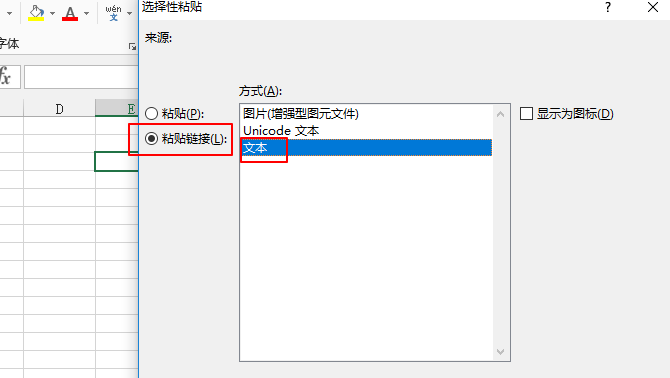 选择性粘贴
A
wén
文
字体
来源:
fx
方式(A):
D
E
粘贴(P):
图片(增强型图元文件)
显示为图标(D)
Unicode 文本
粘贴链接(L):
文本